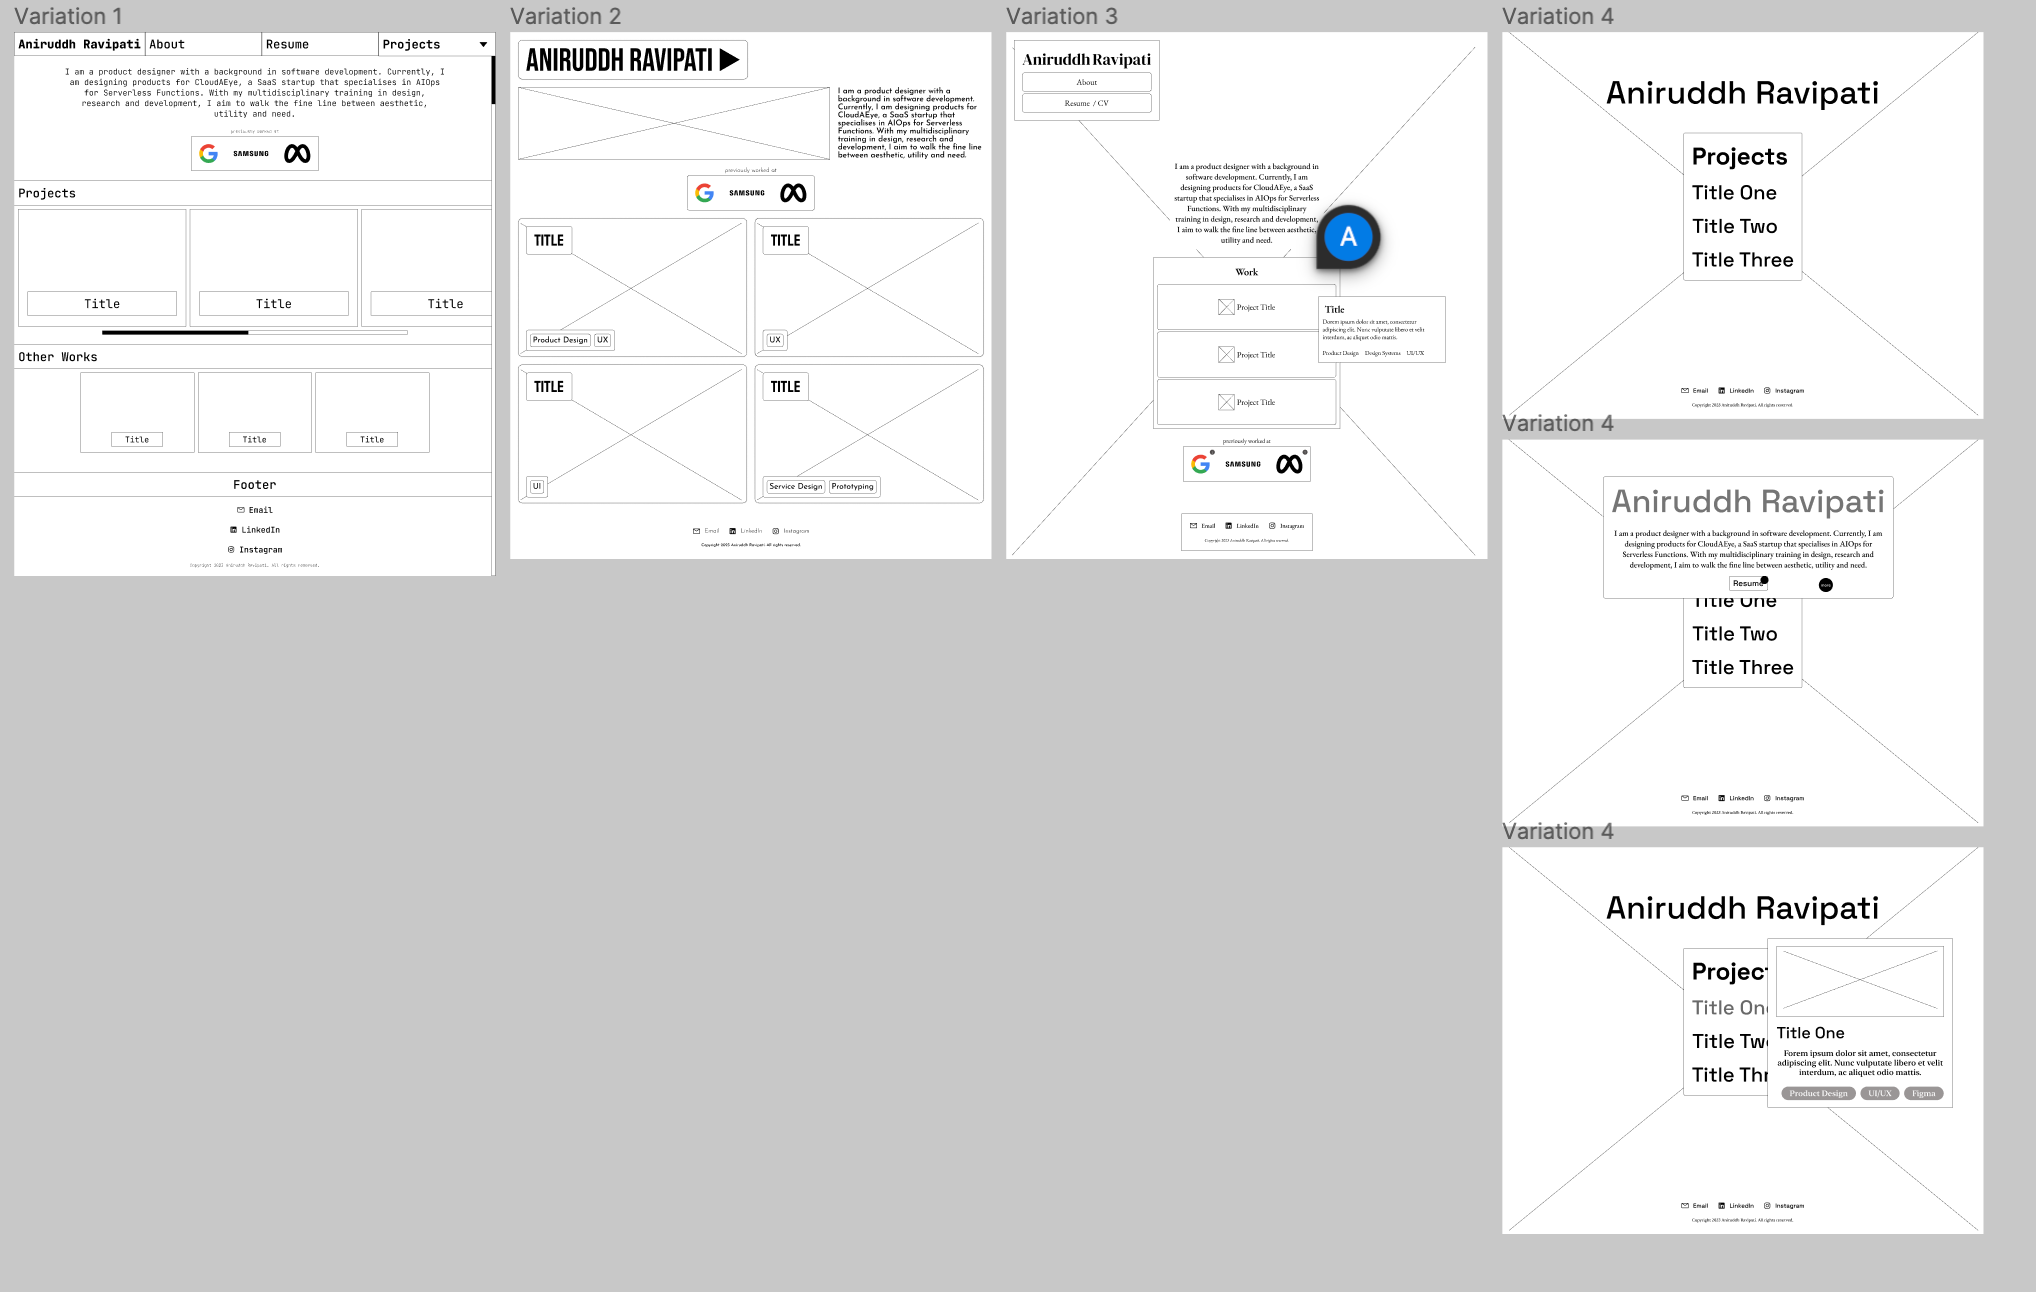 Variation 1
Aniruddh Ravipati
About
Resume
Projects
I am a product designer with a background in software development. Currently, I
am designing products for CloudAEye, a SaaS startup that specialises in AIOps
for Serverless Functions. With my multidisciplinary training in design,
research and development, I aim to walk the fine line between aesthetic,
utility and need.
previously worked at
SAMSUNG
Projects
Title
Title
Title
Other Works
Title
Title
Title
Footer
Email
LinkedIn
Instagram
Copyright 2023 Aniruddh Ravipati. All rights reserved.
Variation 2
ANIRUDDH RAVIPATI
I am a product designer with a
background in software development.
Currently, I am designing products for
CloudAEye, a SaaS startup that
specialises in AIOps for Serverless
Functions. With my multidisciplinary
training in design, research and
development, I aim to walk the fine line
between aesthetic, utility and need.
previously worked at
SAMSUNG
TITLE
Product Design
UX
TITLE
UX
TITLE
UI
TITLE
Service Design
Prototyping
Email
LinkedIn
Instagram
Copyright 2023 Aniruddh Ravipati. All rights reserved.
Variation 3
Aniruddh Ravipati
About
Resume / CV
I am a product designer with a background in
software development. Currently, I am
designing products for CloudAEye, a SaaS
startup that specialises in AIOps for Serverless
Functions. With my multidisciplinary
training in design, research and development,
I aim to walk the fine line between aesthetic,
utility and need.
A
Work
Project Title
Project Title
Project Title
Title
Dorem ipsum dolor sit amet, consectetur
adipiscing elit. Nunc vulputate libero et velit
interdum, ac aliquet odio mattis.
Product Design
Design Systems
UI/UX
previously worked at
SAMSUNG
Email
LinkedIn
Instagram
Copyright 2023 Aniruddh Ravipati. All rights reserved.
Variation 4
Aniruddh Ravipati
Projects
Title One
Title Two
Title Three
Email
LinkedIn
Instagram
Copyright 2023 Aniruddh Ravipati. All rights reserved.
Variation 4
Aniruddh Ravipati
I am a product designer with a background in software development. Currently, I am
designing products for CloudAEye, a SaaS startup that specialises in AIOps for
Serverless Functions. With my multidisciplinary training in design, research and
development, I aim to walk the fine line between aesthetic, utility and need.
Resume
Title One
Title Two
Title Three
Email
LinkedIn
Instagram
Copyright 2023 Aniruddh Ravipati. All rights reserved.
Variation 4
Aniruddh Ravipati
Project
Title One
Title Tw
Title Thr
Title One
Forem ipsum dolor sit amet, consectetur
adipiscing elit. Nunc vulputate libero et velit
interdum, ac aliquet odio mattis.
Product Design
UI/UX
Figma
Email
LinkedIn
Instagram
Copyright 2023 Aniruddh Ravipati. All rights reserved.